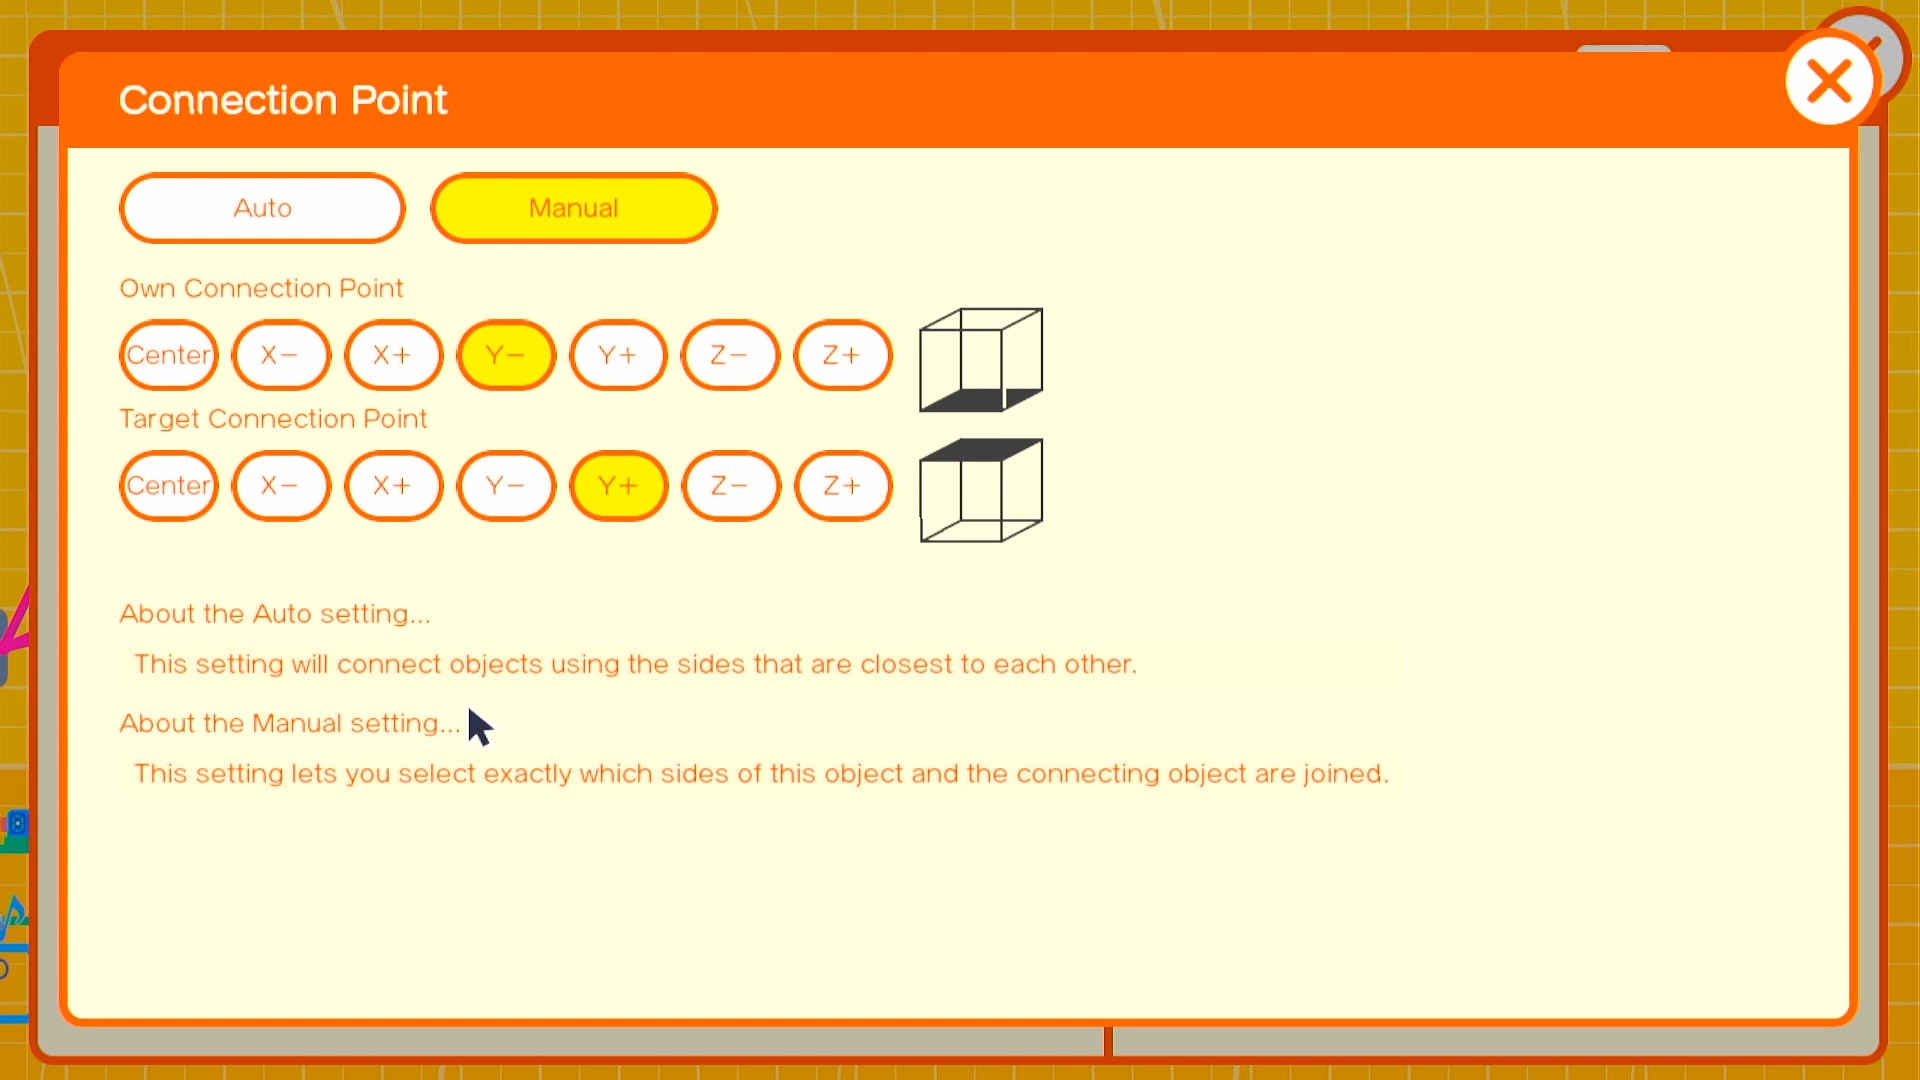 Connection Point
Auto Manual
Own Connection Point
Center X− X+ Y− Y+ Z− Z+
Target Connection Point
Center X− X+ Y− Y+ Z− Z+
About the Auto setting...
This setting will connect objects using the sides that are closest to each other.
About the Manual setting...
This setting lets you select exactly which sides of this object and the connecting object are joined.